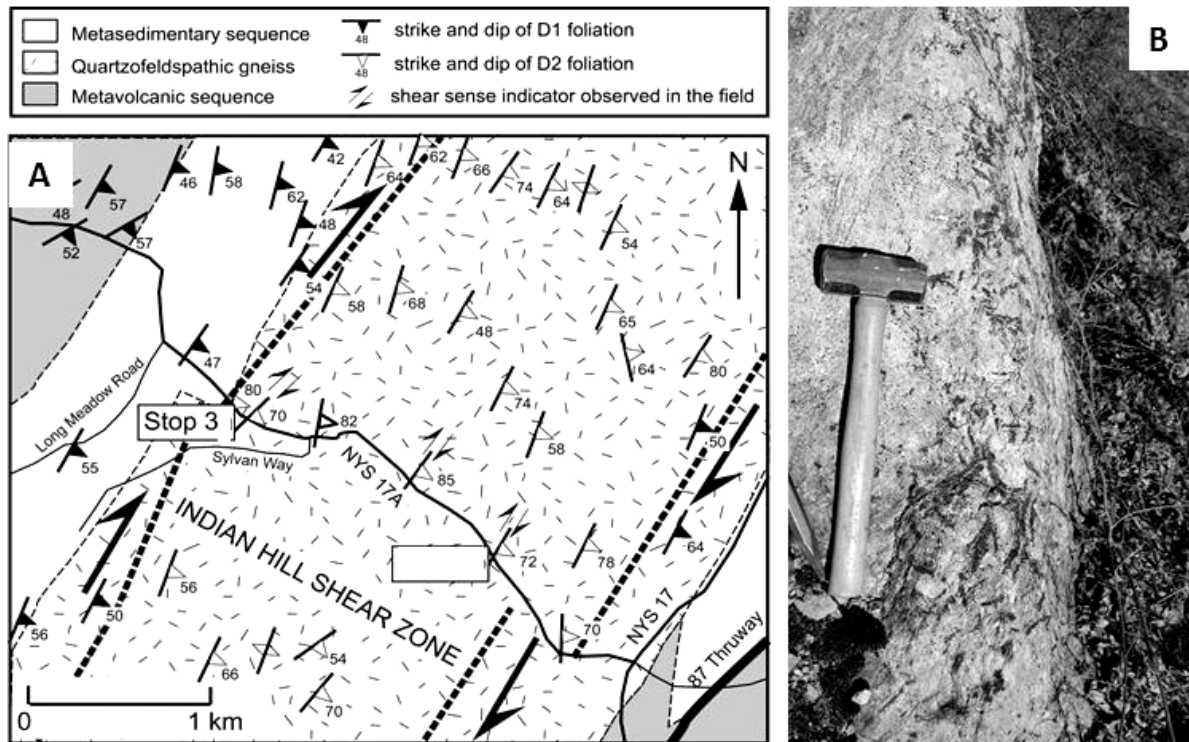 Metasedimentary sequence
Quartzofeldspathic gneiss
Metavolcanic sequence
48 strike and dip of D1 foliation
48 strike and dip of D2 foliation
shear sense indicator observed in the field
A
B
N
42
62
66
46
58
64
74
57
62
64
48
48
54
57
52
54
58
68
65
48
47
64
80
80
74
Long Meadow Road
Stop 3
70
82
50
58
55
Sylvan Way
NYS 17A
85
INDIAN HILL SHEAR ZONE
64
72
78
56
50
56
70
NYS 17
54
66
87 Thruway
70
0
1 km